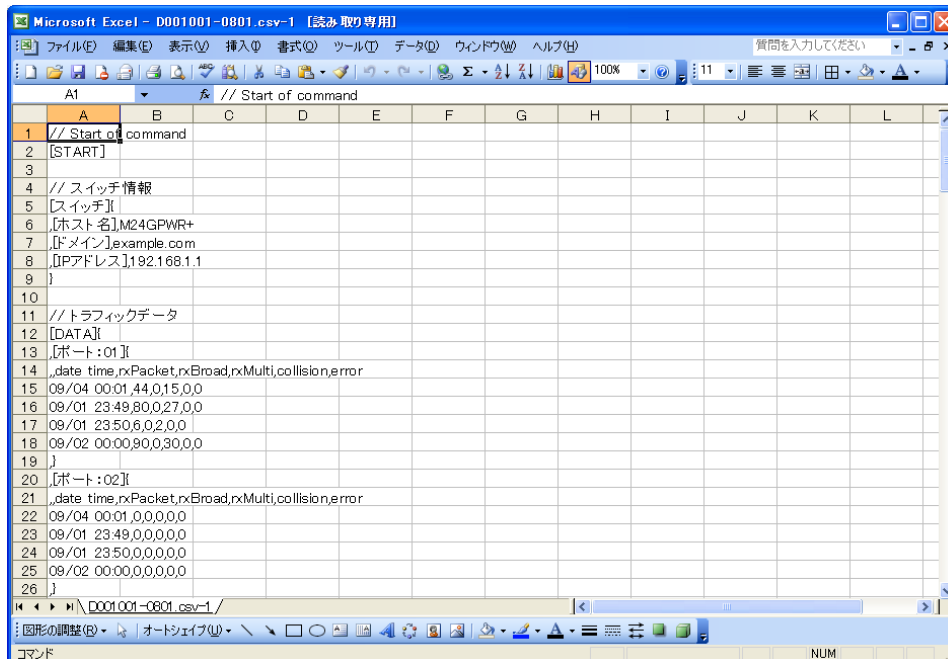 Microsoft Excel - D001001-0801.csv-1 [読み取り専用]
ファイル(F) 編集(E) 表示(V) 挿入(I) 書式(O) ツール(T) データ(D) ウィンドウ(W) ヘルプ(H) 質問を入力してください
100% 11
A1 fx // Start of command
A B C D E F G H I J K L
1 // Start of command
2 [START]
3
4 // スイッチ情報
5 [スイッチ]{
6 ,[ホスト名],M24GPWR+
7 ,[ドメイン],example.com
8 ,[IPアドレス],192.168.1.1
9 }
10
11 // トラフィックデータ
12 [DATA]{
13 ,[ポート:01]{
14 ,,date time,rxPacket,rxBroad,rxMulti,collision,error
15 09/04 00:01,44,0,15,0,0
16 09/01 23:49,80,0,27,0,0
17 09/01 23:50,6,0,2,0,0
18 09/02 00:00,90,0,30,0,0
19 ,}
20 ,[ポート:02]{
21 ,,date time,rxPacket,rxBroad,rxMulti,collision,error
22 09/04 00:01,0,0,0,0,0
23 09/01 23:49,0,0,0,0,0
24 09/01 23:50,0,0,0,0,0
25 09/02 00:00,0,0,0,0,0
26 ,}
D001001-0801.csv-1
図形の調整(R) オートシェイプ(U)
コマンド NUM